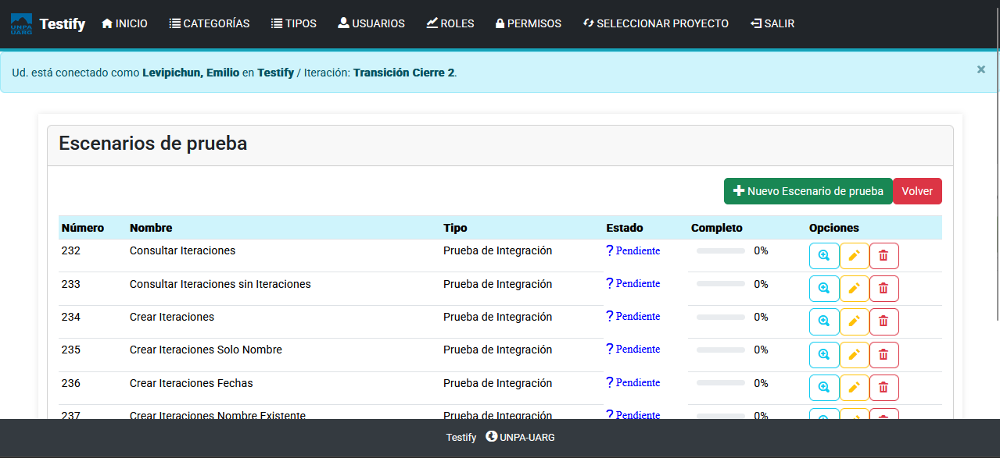 UNPA UARG Testify INICIO CATEGORÍAS TIPOS USUARIOS ROLES PERMISOS SELECCIONAR PROYECTO SALIR
Ud. está conectado como Levipichun, Emilio en Testify / Iteración: Transición Cierre 2. ×
Escenarios de prueba
Nuevo Escenario de prueba Volver
Número Nombre Tipo Estado Completo Opciones
232 Consultar Iteraciones Prueba de Integración ? Pendiente 0%
233 Consultar Iteraciones sin Iteraciones Prueba de Integración ? Pendiente 0%
234 Crear Iteraciones Prueba de Integración ? Pendiente 0%
235 Crear Iteraciones Solo Nombre Prueba de Integración ? Pendiente 0%
236 Crear Iteraciones Fechas Prueba de Integración ? Pendiente 0%
237 Crear Iteraciones Nombre Existente Prueba de Integración ? Pendiente 0%
Testify UNPA-UARG